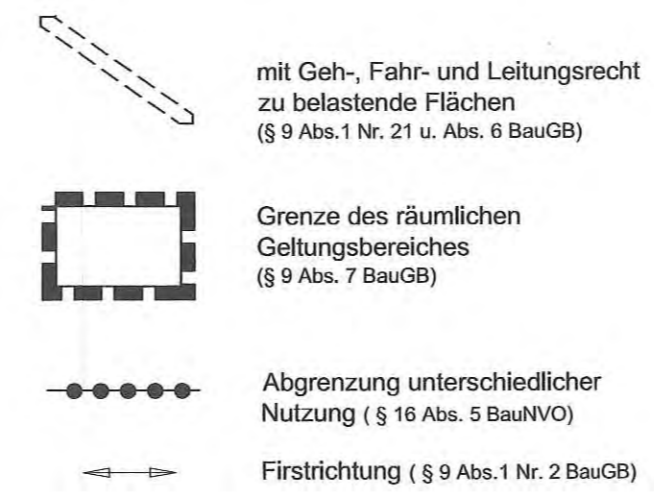 mit Geh-, Fahr- und Leitungsrecht
zu belastende Flächen
(§ 9 Abs.1 Nr. 21 u. Abs. 6 BauGB)
Grenze des räumlichen
Geltungsbereiches
(§ 9 Abs. 7 BauGB)
Abgrenzung unterschiedlicher
Nutzung ( § 16 Abs. 5 BauNVO)
Firstrichtung ( § 9 Abs.1 Nr. 2 BauGB)